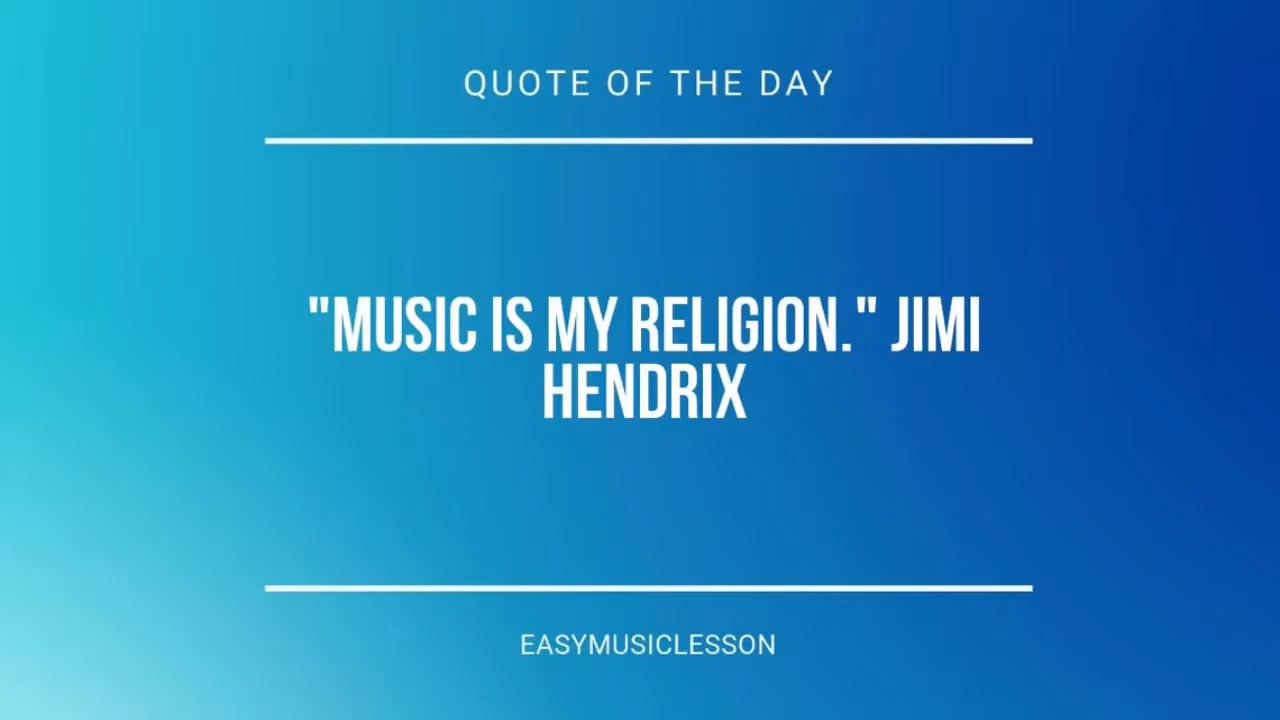 QUOTE OF THE DAY
"MUSIC IS MY RELIGION." JIMI
HENDRIX
EASYMUSICLESSON